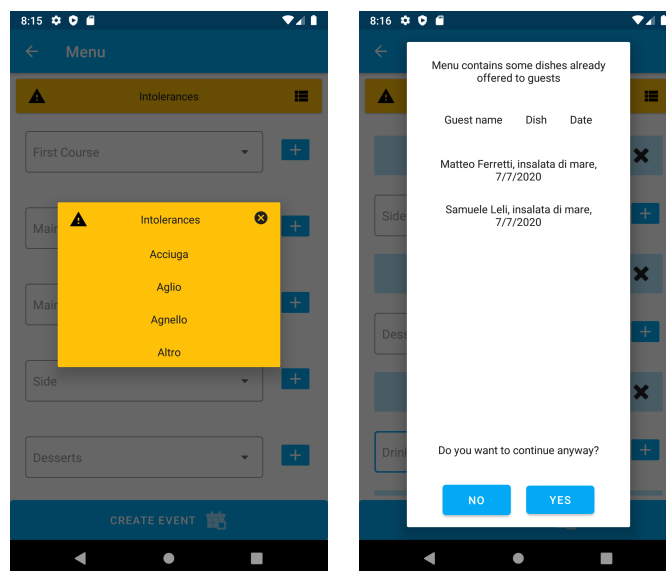 8:15
Menu
Intolerances
First Course
Main
Intolerances
Acciuga
Aglio
Agnello
Altro
Side
Desserts
CREATE EVENT
8:16
Menu contains some dishes already
offered to guests
Guest name Dish Date
Matteo Ferretti, insalata di mare,
7/7/2020
Samuele Leli, insalata di mare,
7/7/2020
Side
Do you want to continue anyway?
NO YES